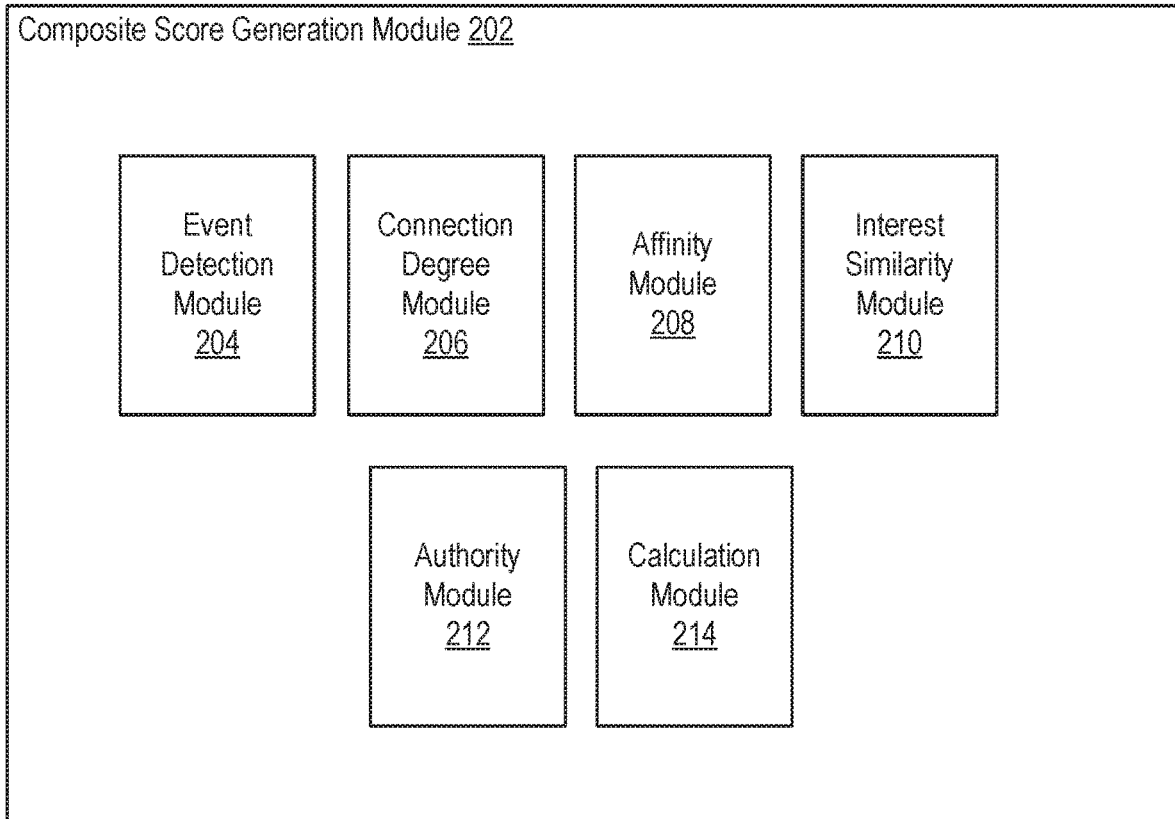 Composite Score Generation Module 202
Event
Detection
Module
204
Connection
Degree
Module
206
Affinity
Module
208
Interest
Similarity
Module
210
Authority
Module
212
Calculation
Module
214